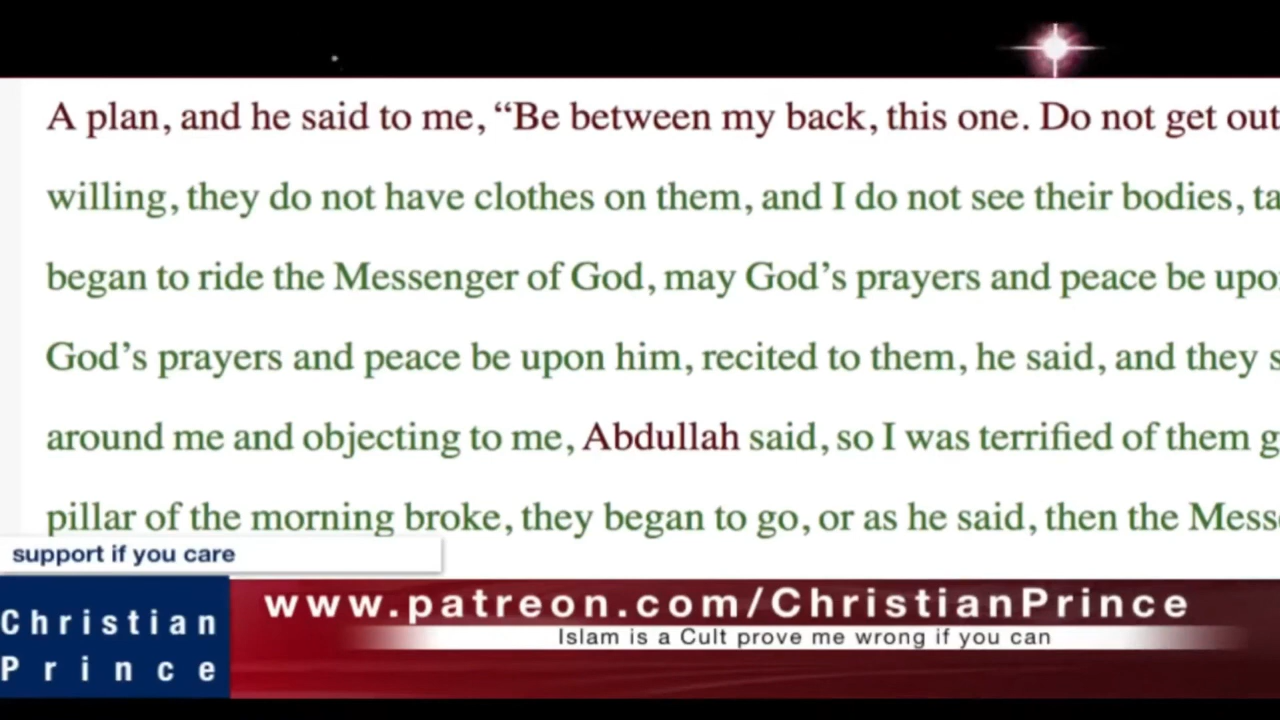 A plan, and he said to me, “Be between my back, this one. Do not get out
willing, they do not have clothes on them, and I do not see their bodies, ta
began to ride the Messenger of God, may God’s prayers and peace be upo
God’s prayers and peace be upon him, recited to them, he said, and they s
around me and objecting to me, Abdullah said, so I was terrified of them g
pillar of the morning broke, they began to go, or as he said, then the Mess
support if you care
Christian
Prince
www.patreon.com/ChristianPrince
Islam is a Cult prove me wrong if you can